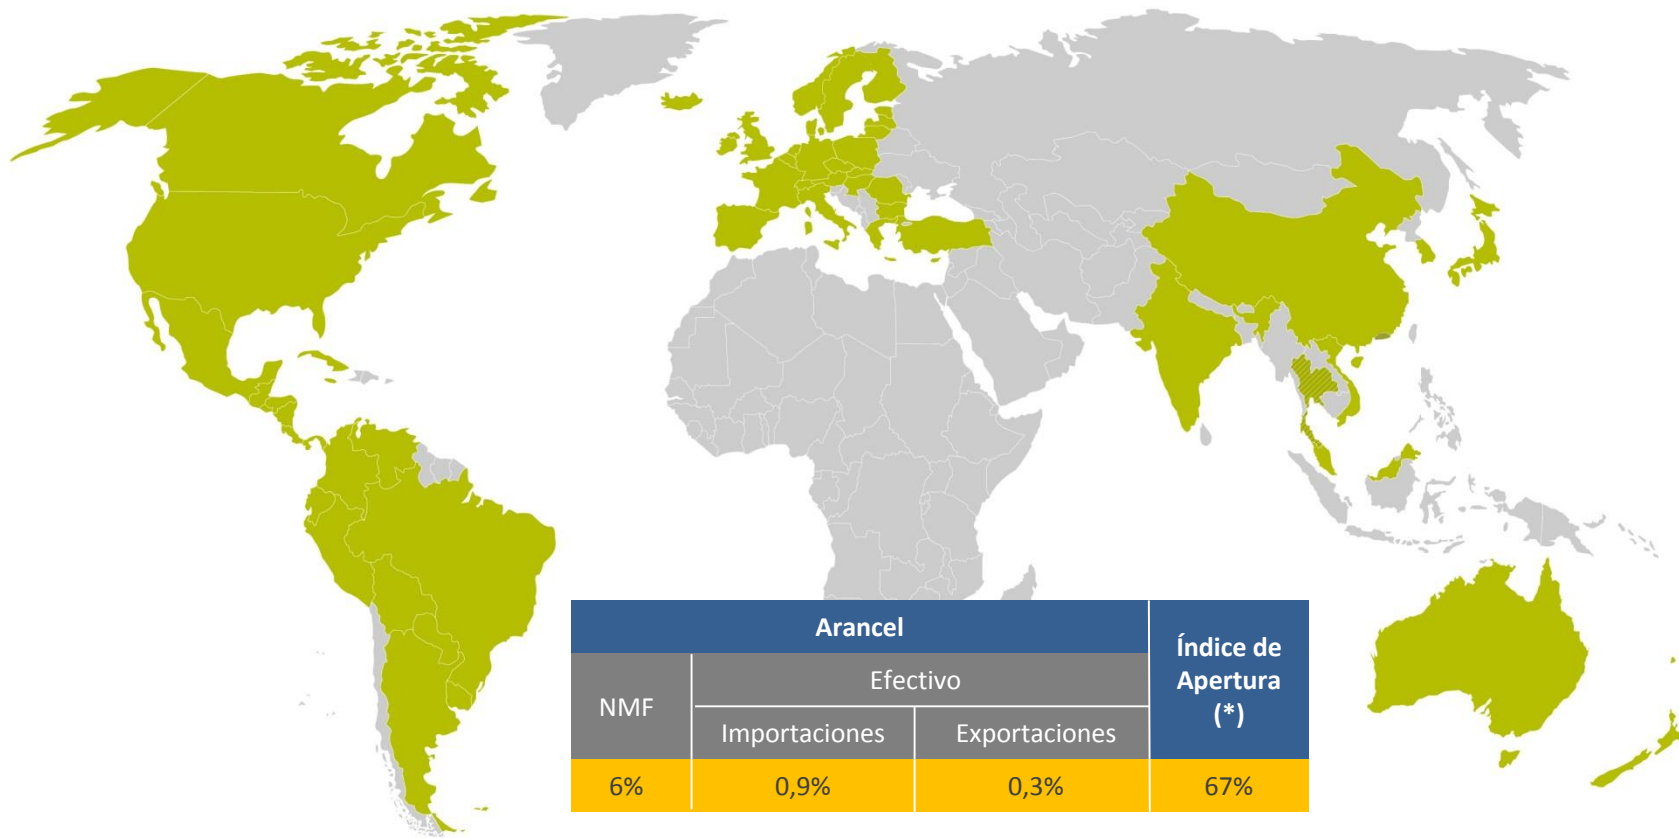 Arancel
Índice de
Apertura
(*)
NMF
Efectivo
Importaciones
Exportaciones
6%
0,9%
0,3%
67%